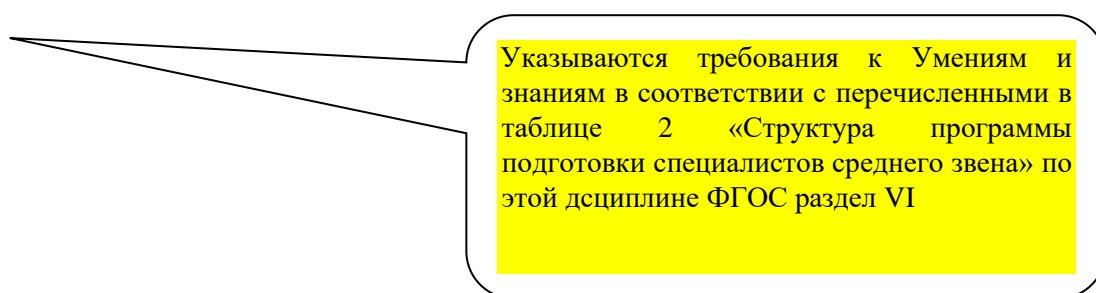 Указываются требования к Умениям и
знаниям в соответствии с перечисленными в
таблице 2 «Структура программы
подготовки специалистов среднего звена» по
этой дсциплине ФГОС раздел VI